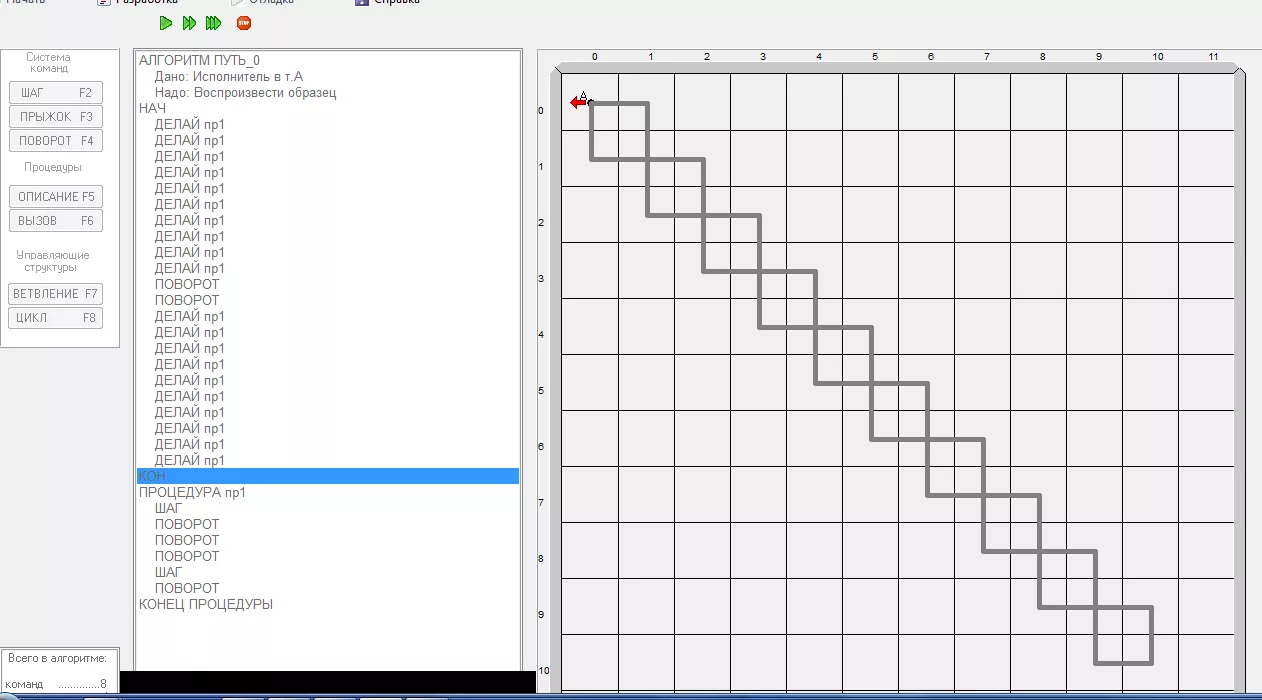 Начать Разработка Отладка Справка
STOP
Система
команд
ШАГ F2
ПРЫЖОК F3
ПОВОРОТ F4
Процедуры
ОПИСАНИЕ F5
ВЫЗОВ F6
Управляющие
структуры
ВЕТВЛЕНИЕ F7
ЦИКЛ F8
Всего в алгоритме:
команд .............8
АЛГОРИТМ ПУТЬ_0
Дано: Исполнитель в т.А
Надо: Воспроизвести образец
НАЧ
ДЕЛАЙ пр1
ДЕЛАЙ пр1
ДЕЛАЙ пр1
ДЕЛАЙ пр1
ДЕЛАЙ пр1
ДЕЛАЙ пр1
ДЕЛАЙ пр1
ДЕЛАЙ пр1
ДЕЛАЙ пр1
ДЕЛАЙ пр1
ПОВОРОТ
ПОВОРОТ
ДЕЛАЙ пр1
ДЕЛАЙ пр1
ДЕЛАЙ пр1
ДЕЛАЙ пр1
ДЕЛАЙ пр1
ДЕЛАЙ пр1
ДЕЛАЙ пр1
ДЕЛАЙ пр1
ДЕЛАЙ пр1
ДЕЛАЙ пр1
КОН
ПРОЦЕДУРА пр1
ШАГ
ПОВОРОТ
ПОВОРОТ
ПОВОРОТ
ШАГ
ПОВОРОТ
КОНЕЦ ПРОЦЕДУРЫ
0 1 2 3 4 5 6 7 8 9 10 11
А
0
1
2
3
4
5
6
7
8
9
10